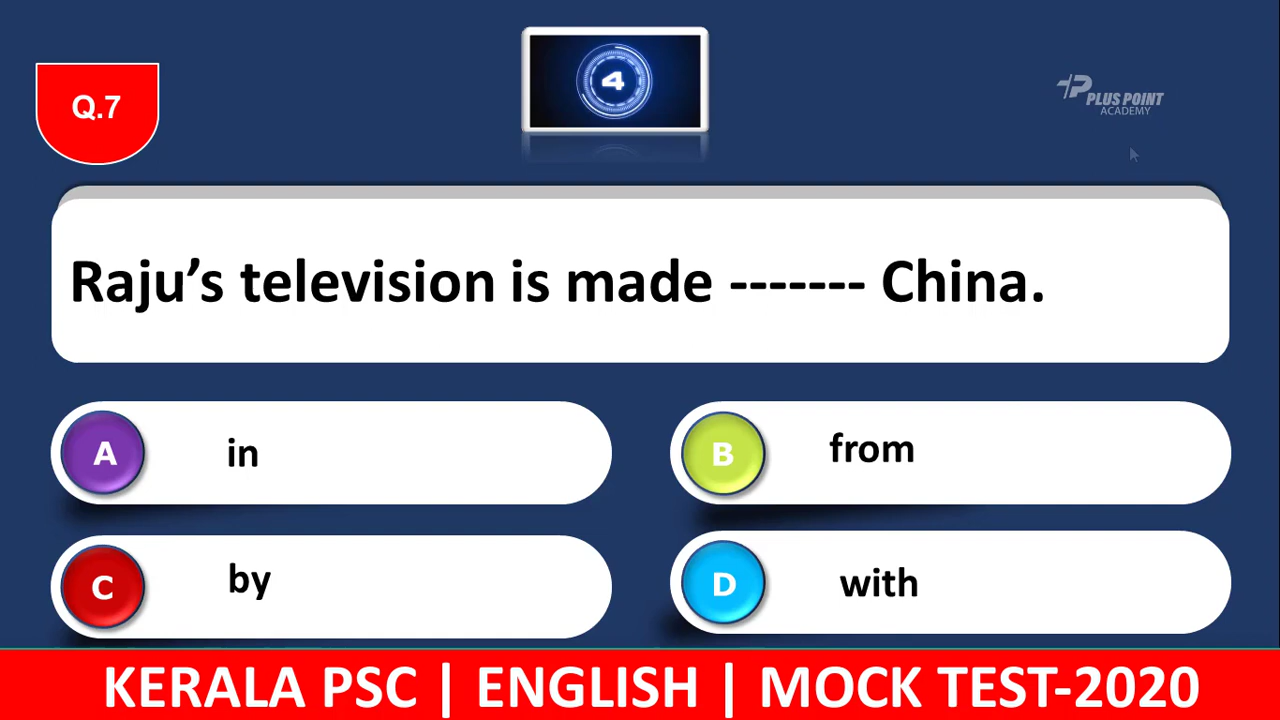 4
Q.7
PLUS POINT
ACADEMY
Raju’s television is made ------- China.
A in
B from
C by
D with
KERALA PSC | ENGLISH | MOCK TEST-2020